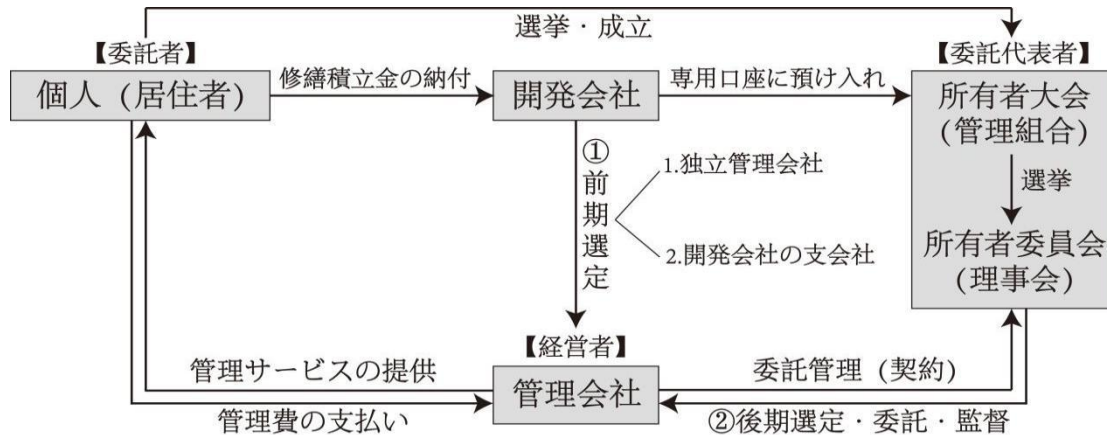 選挙・成立
【委託者】
個人（居住者）
修繕積立金の納付
開発会社
専用口座に預け入れ
【委託代表者】
所有者大会
(管理組合)
選挙
所有者委員会
(理事会)
①前期選定
1.独立管理会社
2.開発会社の支会社
【経営者】
管理会社
管理サービスの提供
管理費の支払い
委託管理（契約）
②後期選定・委託・監督